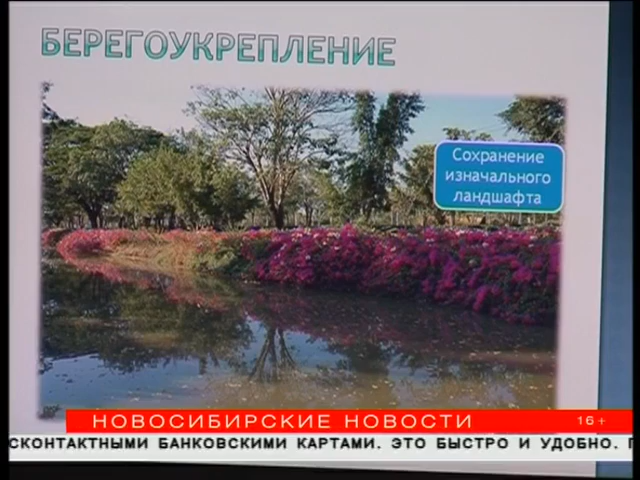 БЕРЕГОУКРЕПЛЕНИЕ
Сохранение
изначального
ландшафта
НОВОСИБИРСКИЕ НОВОСТИ 16+
СКОНТАКТНЫМИ БАНКОВСКИМИ КАРТАМИ. ЭТО БЫСТРО И УДОБНО.